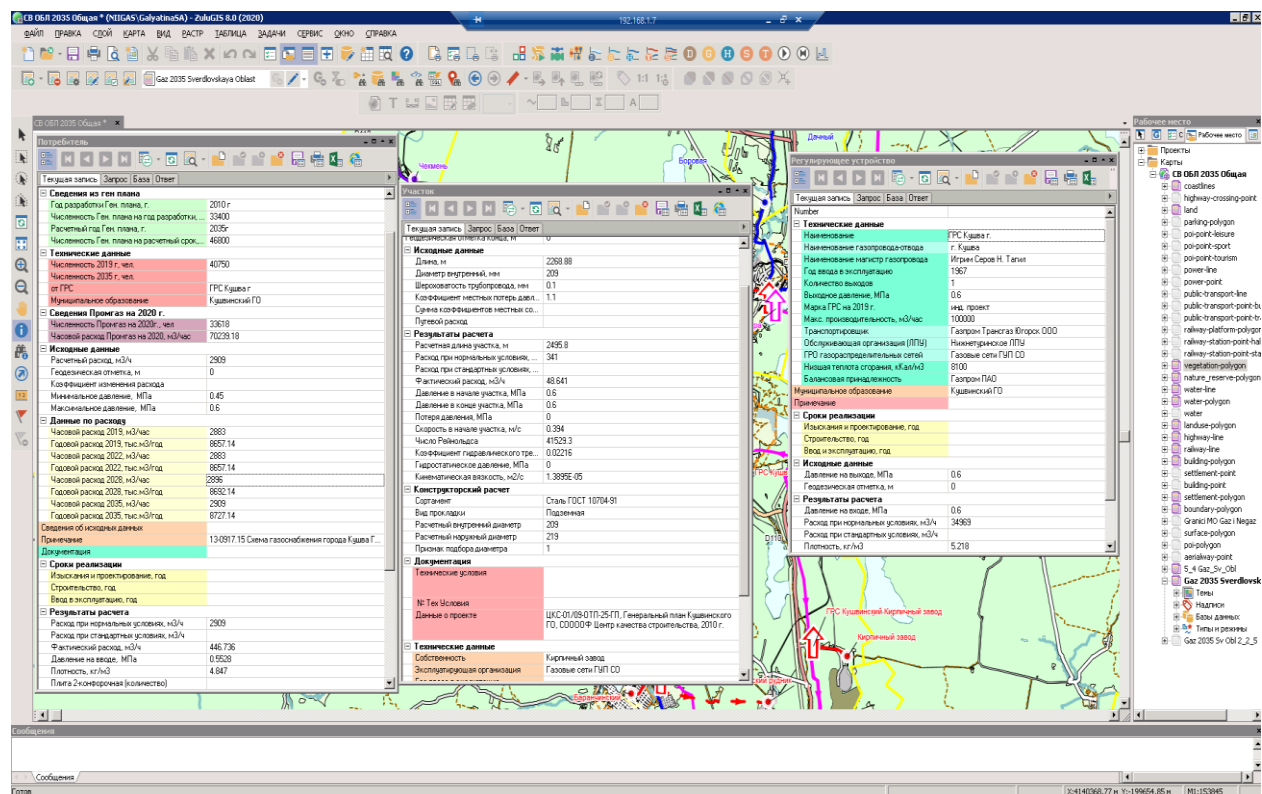 СВ ОБЛ 2035 Общая * (NIIGAS\GalyatinaSA) - ZuluGIS 8.0 (2020)
192.168.1.7
ФАЙЛ ПРАВКА СЛОЙ КАРТА ВИД РАСТР ТАБЛИЦА ЗАДАЧИ СЕРВИС ОКНО СПРАВКА
Gaz 2035 Sverdlovskaya Oblast
1:1
СВ ОБЛ 2035 Общая *
Потребитель
Текущая запись Запрос База Ответ
Сведения из ген плана
Год разработки Ген. плана, г. 2010 г
Численность Ген. плана на год разработки, ... 33400
Расчетный год Ген. плана, г. 2035г
Численность Ген. плана на расчетный срок,... 46800
Технические данные
Численность 2019 г, чел. 40750
Численность 2035 г, чел.
от ГРС ГРС Кушва г
Муниципальное образование Кушвинский ГО
Сведения Промгаз на 2020 г.
Численность Промгаз на 2020г., чел 33618
Часовой расход Промгаз на 2020, м3/час 70239.18
Исходные данные
Расчетный расход, м3/ч 2909
Геодезическая отметка, м 0
Коэффициент изменения расхода
Минимальное давление, МПа 0.45
Максимальное давление, МПа 0.6
Данные по расходу
Часовой расход 2019, м3/час 2883
Годовой расход 2019, тыс.м3/год 8657.14
Часовой расход 2022, м3/час 2883
Годовой расход 2022, тыс.м3/год 8657.14
Часовой расход 2028, м3/час 2896
Годовой расход 2028, тыс.м3/год 8692.14
Часовой расход 2035, м3/час 2909
Годовой расход 2035, тыс.м3/год 8727.14
Сведения об исходных данных
Примечание 13-0917.15 Схема газоснабжения города Кушва Г...
Документация
Сроки реализации
Изыскания и проектирование, год
Строительство, год
Ввод в эксплуатацию, год
Результаты расчета
Расход при нормальных условиях, м3/ч 2909
Расход при стандартных условиях, м3/ч
Фактический расход, м3/ч 446.736
Давление на вводе, МПа 0.5528
Плотность, кг/м3 4.847
Плита 2-конфорочная (количество)
Чекмень
Боровая
Дачный
Участок
Текущая запись Запрос База Ответ
Геодезическая отметка конца, м 0
Исходные данные
Длина, м 2268.88
Диаметр внутренний, мм 209
Шероховатость трубопровода, мм 0.1
Коэффициент местных потерь давл... 1.1
Сумма коэффициентов местных со...
Путевой расход
Результаты расчета
Расчетная длина участка, м 2495.8
Расход при нормальных условиях, ... 341
Расход при стандартных условиях, ...
Фактический расход, м3/ч 48.641
Давление в начале участка, МПа 0.6
Давление в конце участка, МПа 0.6
Потеря давления, МПа 0
Скорость в начале участка, м/с 0.394
Число Рейнольдса 41529.3
Коэффициент гидравлического тре... 0.02216
Гидростатическое давление, МПа 0
Кинематическая вязкость, м2/с 1.3895E-05
Конструкторский расчет
Сортамент Сталь ГОСТ 10704-91
Вид прокладки Подземная
Расчетный внутренний диаметр 209
Расчетный наружный диаметр 219
Признак подбора диаметра 1
Документация
Технические условия
№ Тех Условия
Данные о проекте ЦКС-01/09-ОТП-25-ГП, Генеральный план Кушвинского
ГО, СОООФ Центр качества строительства, 2010 г.
Технические данные
Собственность Кирпичный завод
Эксплуатирующая организация Газовые сети ГУП СО
Регулирующее устройство
Текущая запись Запрос База Ответ
Number
Технические данные
Наименование ГРС Кушва г.
Наименование газопровода-отвода г. Кушва
Наименование магистр газопровода Игрим Серов Н. Тагил
Год ввода в эксплуатацию 1967
Количество выходов 1
Выходное давление, МПа 0.6
Марка ГРС на 2019 г. инд. проект
Макс. производительность, м3/час 100000
Транспортировщик Газпром Трансгаз Югорск ООО
Обслуживающая организация (ЛПУ) Нижнетуринское ЛПУ
ГРО газораспределительных сетей Газовые сети ГУП СО
Низшая теплота сгорания, кКал/м3 8100
Балансовая принадлежность Газпром ПАО
Муниципальное образование Кушвинский ГО
Примечание
Сроки реализации
Изыскания и проектирование, год
Строительство, год
Ввод в эксплуатацию, год
Исходные данные
Давление на выходе, МПа 0.6
Геодезическая отметка, м 0
Результаты расчета
Давление на входе, МПа 0.6
Расход при нормальных условиях, м3/ч 34969
Расход при стандартных условиях, м3/ч
Плотность, кг/м3 5.218
ГРС Кушвинский Кирпичный завод
Кирпичный завод
Баранчинский
Рабочее место
Рабочее место
Проекты
Карты
СВ ОБЛ 2035 Общая
coastlines
highway-crossing-point
land
parking-polygon
poi-point-leisure
poi-point-sport
poi-point-tourism
power-line
power-point
public-transport-line
public-transport-point-bu
public-transport-point-tr
railway-platform-polygon
railway-station-point-hal
railway-station-point-sta
vegetation-polygon
nature_reserve-polygon
water-line
water-polygon
water
landuse-polygon
highway-line
railway-line
building-polygon
settlement-point
building-point
settlement-polygon
boundary-polygon
Granici MO Gaz i Negaz
surface-polygon
poi-polygon
aerialway-point
S_4 Gaz_Sv_Obl
Gaz 2035 Sverdlovsk
Темы
Надписи
Базы данных
Типы и режимы
Gaz 2035 Sv Obl 2_2_5
Сообщения
Сообщения
Готов
X:4140368.77 м Y:-199654.85 м М1:153845